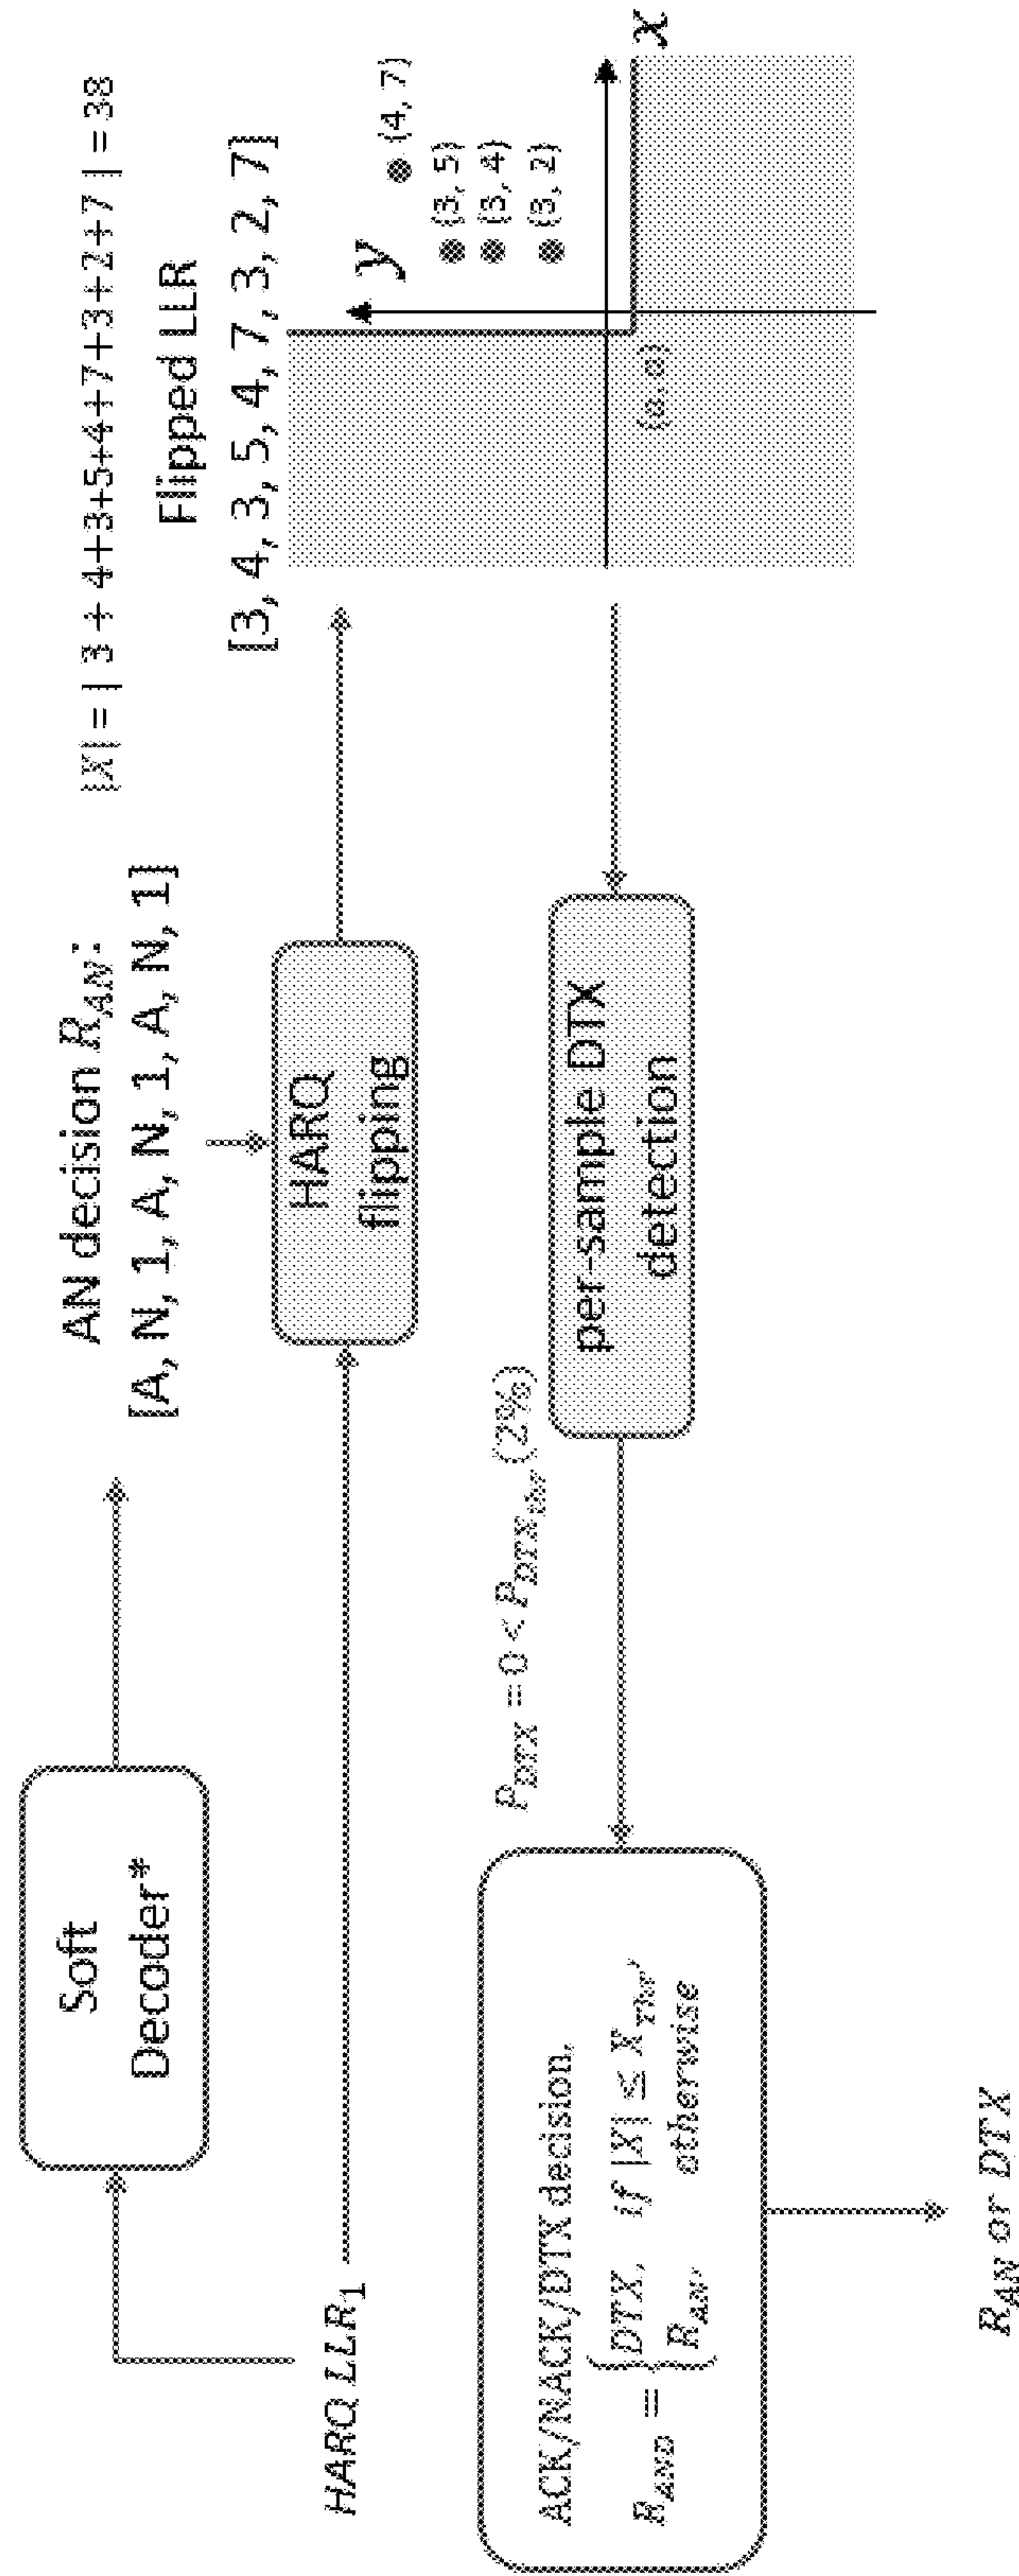 Soft
Decoder*
AN decision R_AN:
[A, N, 1, A, N, 1, A, N, 1]
|X| = | 3 + 4+3+5+4+7+3+2+7 | = 38
Flipped LLR
[3, 4, 3, 5, 4, 7, 3, 2, 7]
HARQ LLR_1
HARQ
flipping
y
(4, 7)
(3, 5)
(3, 4)
(3, 2)
x
P_DTX = 0 < P_DTX_thr (2%)
per-sample DTX
detection
ACK/NACK/DTX decision,
R_AND = { DTX, if |X| ≤ X_Thr,
R_AN, otherwise
R_AN or DTX